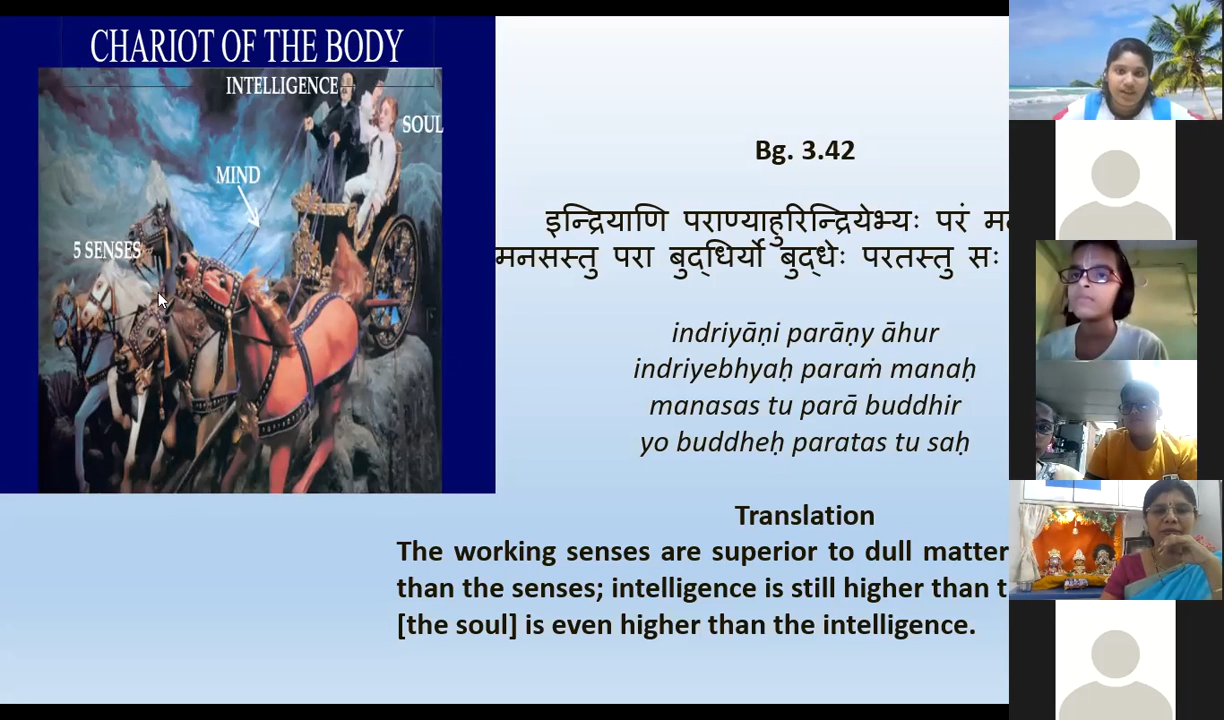 CHARIOT OF THE BODY
INTELLIGENCE
SOUL
MIND
5 SENSES
Bg. 3.42
इन्द्रियाणि पराण्याहुरिन्द्रियेभ्यः परं
मनसस्तु परा बुद्धिर्यो बुद्धेः परतस्तु सः
indriyāṇi parāṇy āhur
indriyebhyaḥ paraṁ manaḥ
manasas tu parā buddhir
yo buddheḥ paratas tu saḥ
Translation
The working senses are superior to dull matter
than the senses; intelligence is still higher than
[the soul] is even higher than the intelligence.